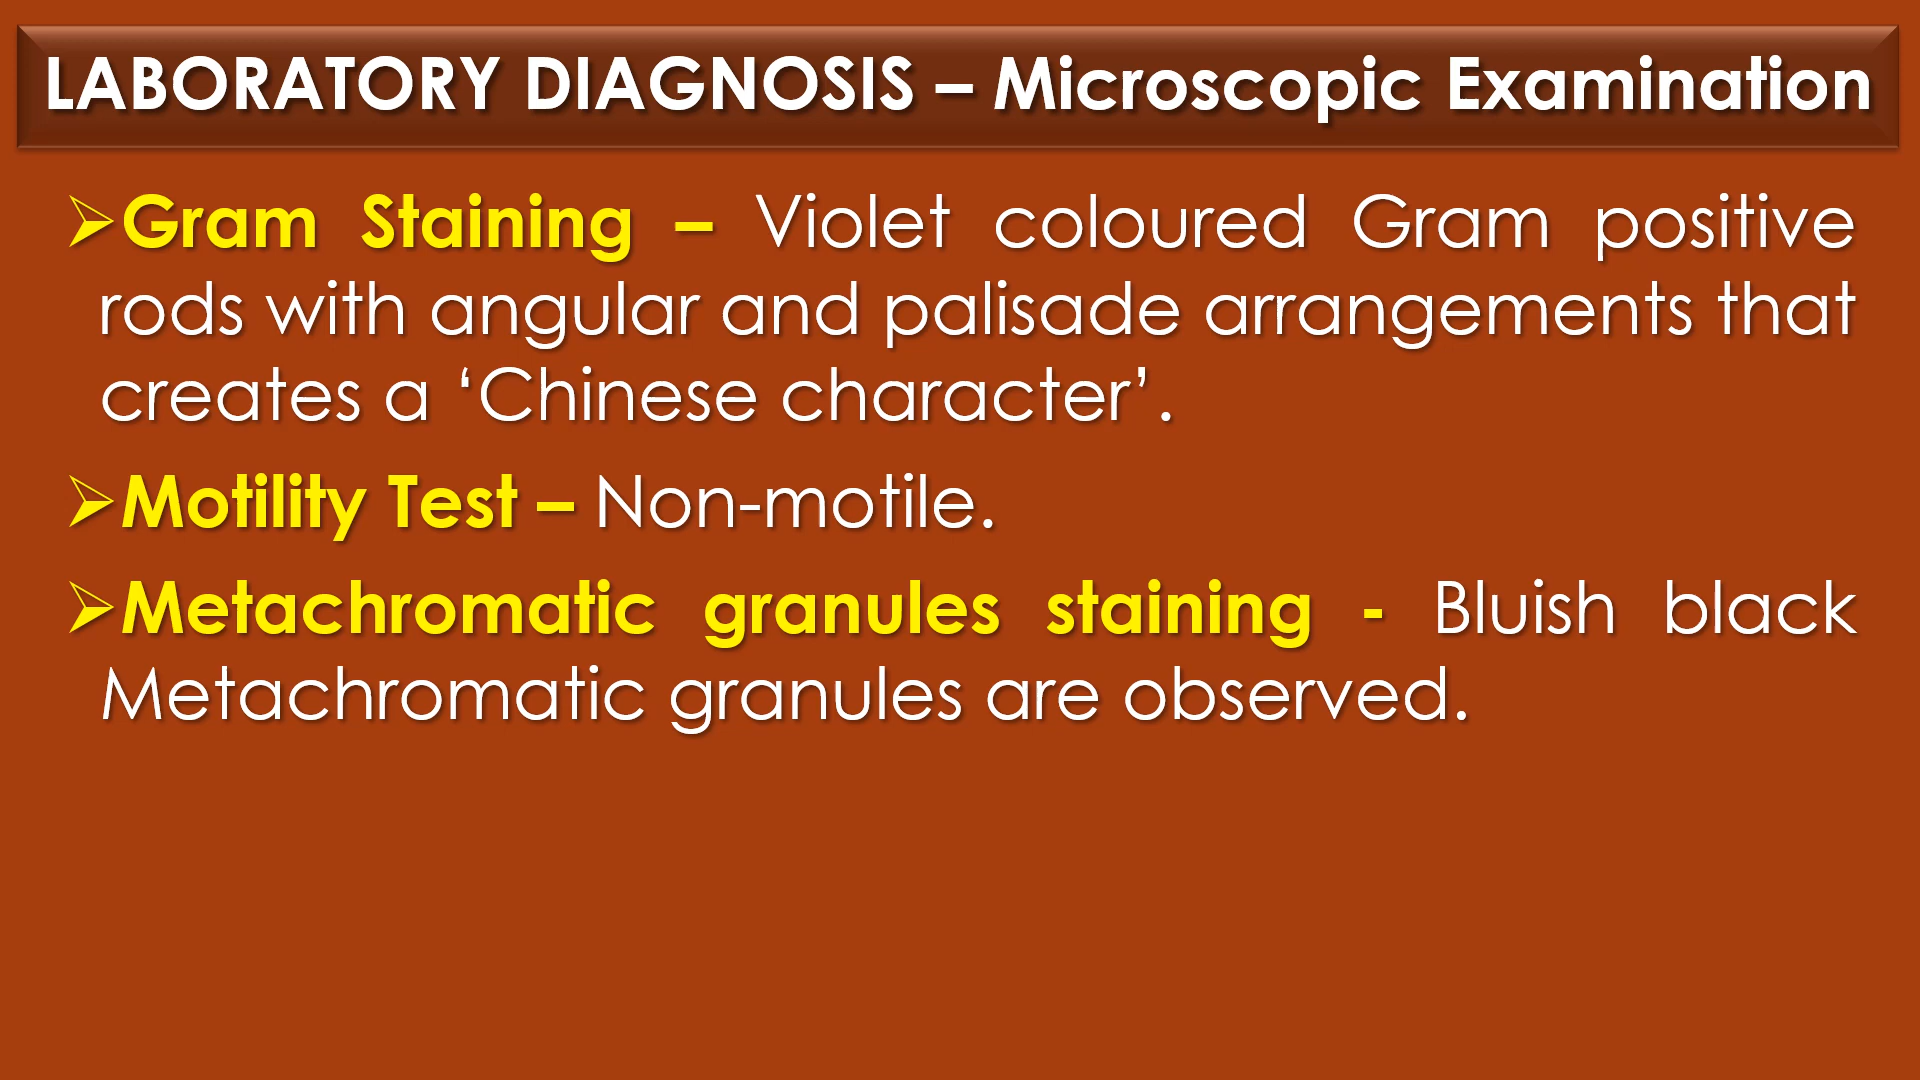 LABORATORY DIAGNOSIS – Microscopic Examination
➢Gram Staining – Violet coloured Gram positive
rods with angular and palisade arrangements that
creates a ‘Chinese character’.
➢Motility Test – Non-motile.
➢Metachromatic granules staining - Bluish black
Metachromatic granules are observed.